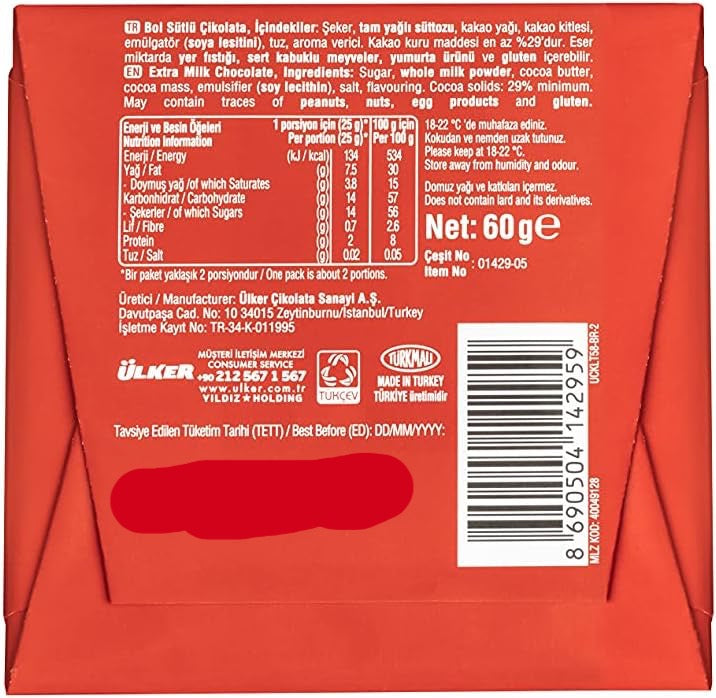 TR Bol Sütlü Çikolata, İçindekiler: Şeker, tam yağlı süttozu, kakao yağı, kakao kitlesi,
emülgatör (soya lesitini), tuz, aroma verici. Kakao kuru maddesi en az %29'dur. Eser
miktarda yer fıstığı, sert kabuklu meyveler, yumurta ürünü ve gluten içerebilir.
EN Extra Milk Chocolate, Ingredients: Sugar, whole milk powder, cocoa butter,
cocoa mass, emulsifier (soy lecithin), salt, flavouring. Cocoa solids: 29% minimum.
May contain traces of peanuts, nuts, egg products and gluten.
Enerji ve Besin Öğeleri 1 porsiyon için (25 g)* 100 g için
Nutrition Information Per portion (25 g)* Per 100 g
Enerji / Energy (kJ / kcal) 134 534
Yağ / Fat (g) 7.5 30
- Doymuş yağ /of which Saturates (g) 3.8 15
Karbonhidrat / Carbohydrate (g) 14 57
- Şekerler / of which Sugars (g) 14 56
Lif / Fibre (g) 0.7 2.6
Protein (g) 2 8
Tuz / Salt (g) 0.02 0.05
*Bir paket yaklaşık 2 porsiyondur / One pack is about 2 portions.
18-22 °C 'de muhafaza ediniz.
Kokudan ve nemden uzak tutunuz.
Please keep at 18-22 °C.
Store away from humidity and odour.
Domuz yağı ve katkıları içermez.
Does not contain lard and its derivatives.
Net: 60 g e
Çeşit No
Item No : 01429-05
Üretici / Manufacturer: Ülker Çikolata Sanayi A.Ş.
Davutpaşa Cad. No: 10 34015 Zeytinburnu/İstanbul/Turkey
İşletme Kayıt No: TR-34-K-011995
ÜLKER
MÜŞTERİ İLETİŞİM MERKEZİ
CONSUMER SERVICE
+90 212 567 1 567
www.ulker.com.tr
YILDIZ★HOLDING
TUKÇEV
TURKMALI
MADE IN TURKEY
TÜRKİYE üretimidir
Tavsiye Edilen Tüketim Tarihi (TETT) / Best Before (ED): DD/MM/YYYY:
8 690504 142959
UCKLT58-BR-2
MLZ KOD: 40049128